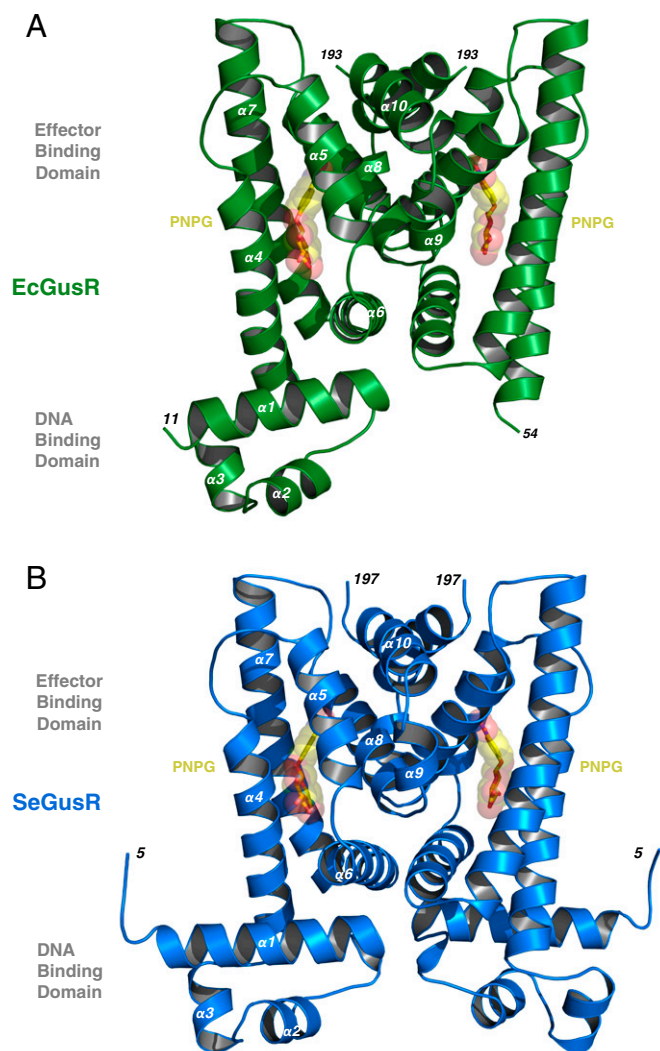 A
193 193
α7 α10
Effector
Binding
Domain
α5
α8
PNPG PNPG
α9
α4
EcGusR
α6
α1
11
DNA
Binding
Domain
54
α3
α2
B
197 197
α10
α7
Effector
Binding
Domain
α5
α8
PNPG α9 PNPG
α4
SeGusR
5 5
α6
α1
DNA
Binding
Domain
α3
α2